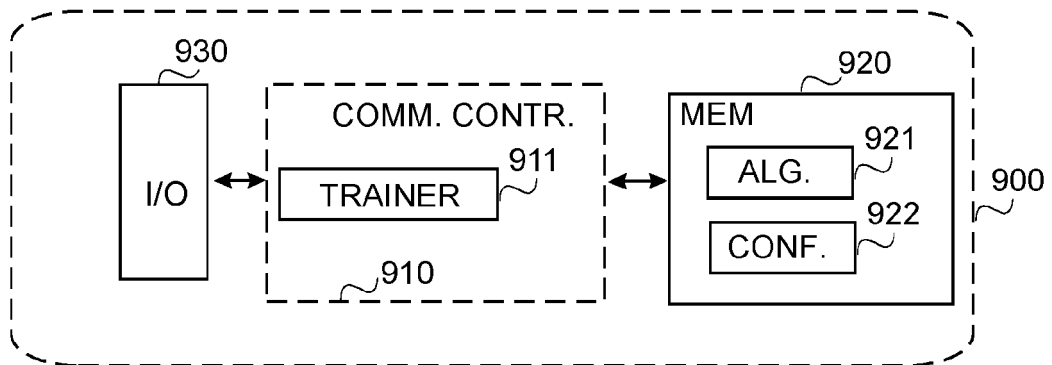 930
920
COMM. CONTR.
MEM
911
921
I/O
TRAINER
ALG.
900
922
CONF.
910